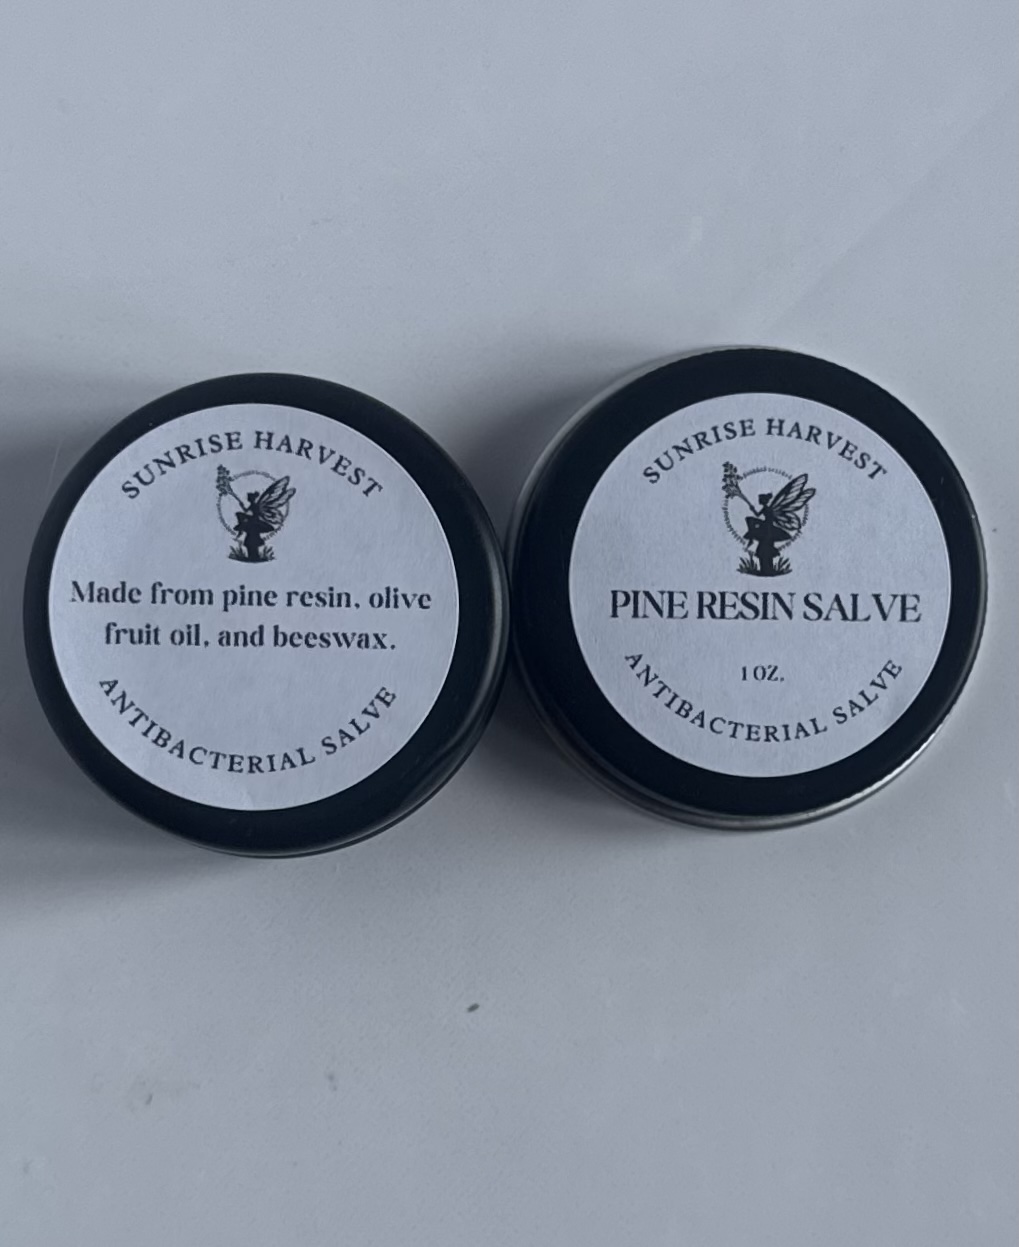 SUNRISE HARVEST
Made from pine resin, olive
fruit oil, and beeswax.
ANTIBACTERIAL SALVE
SUNRISE HARVEST
PINE RESIN SALVE
1 OZ.
ANTIBACTERIAL SALVE